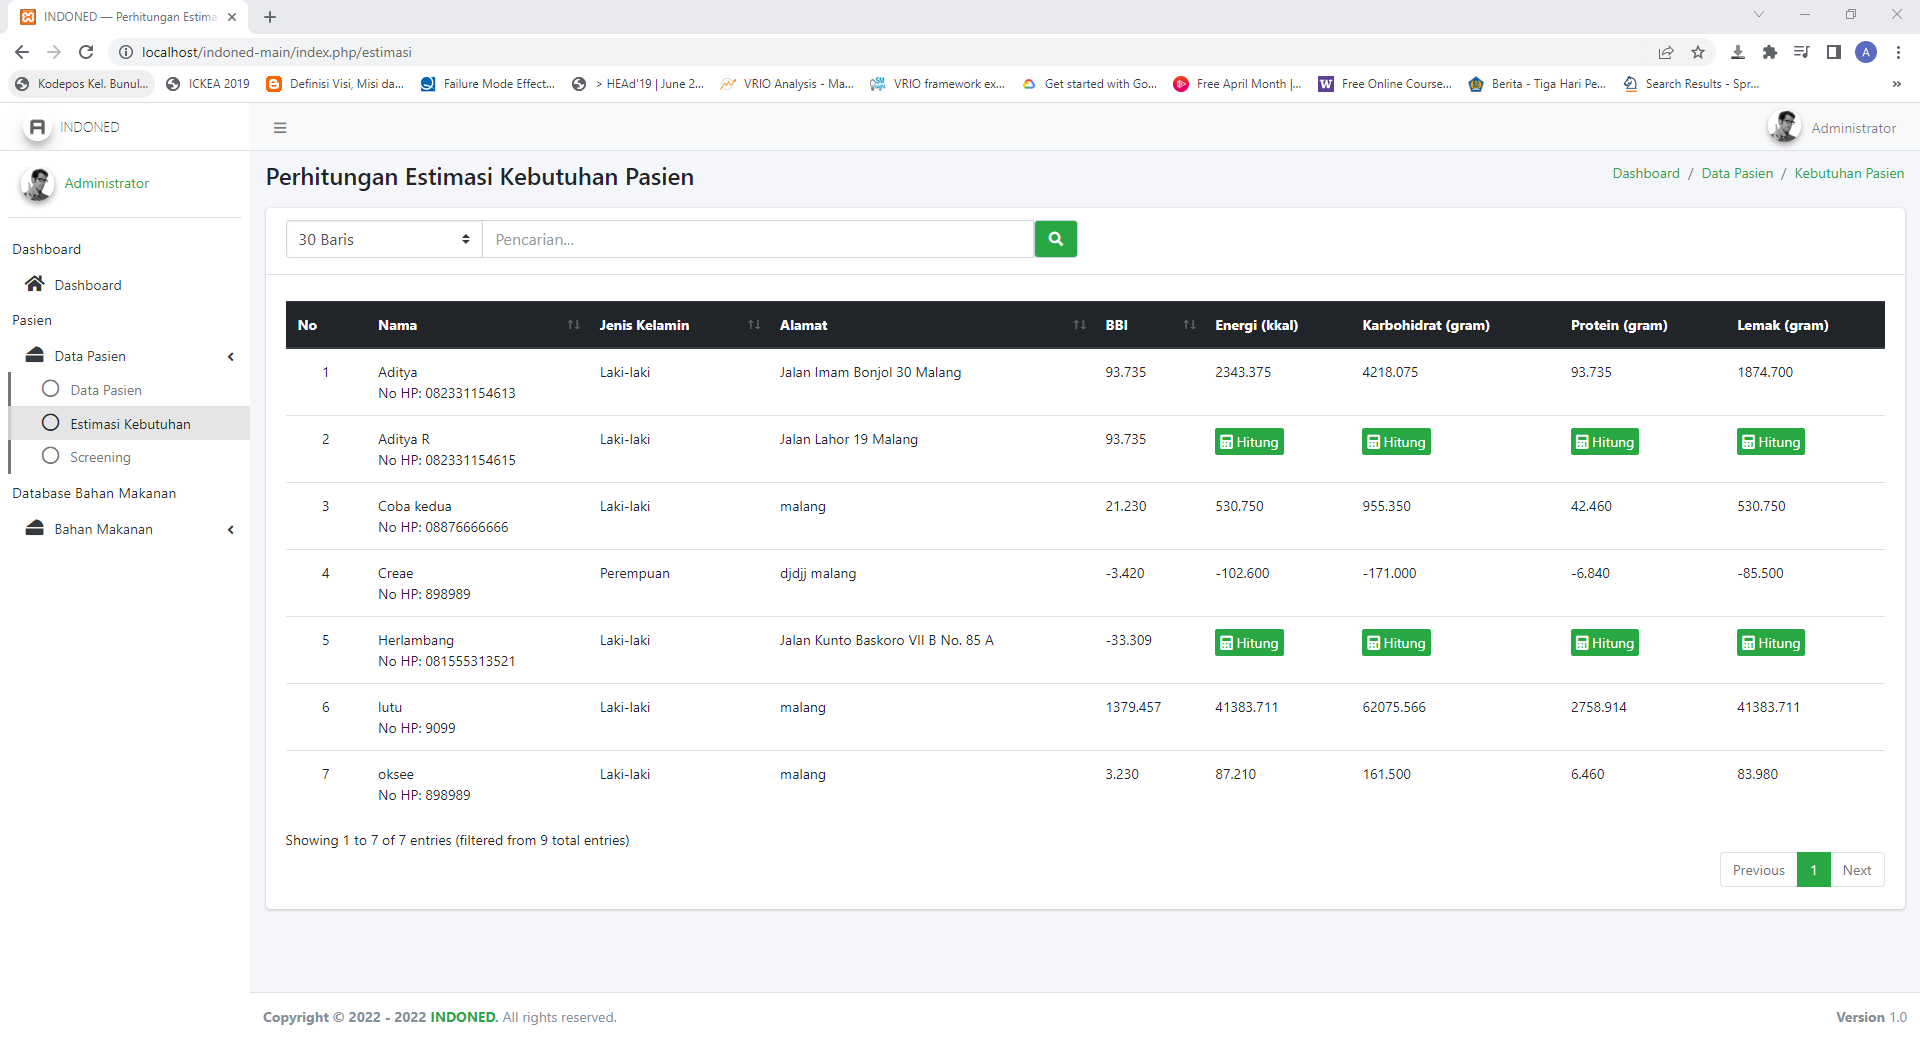 INDONED — Perhitungan Estima
localhost/indoned-main/index.php/estimasi
A
Kodepos Kel. Bunul...
ICKEA 2019
Definisi Visi, Misi da...
Failure Mode Effect...
> HEAd'19 | June 2...
VRIO Analysis - Ma...
VRIO framework ex...
Get started with Go...
Free April Month |...
Free Online Course...
Berita - Tiga Hari Pe...
Search Results - Spr...
»
INDONED
Administrator
Administrator
Perhitungan Estimasi Kebutuhan Pasien
Dashboard / Data Pasien / Kebutuhan Pasien
30 Baris
Pencarian...
Dashboard
Dashboard
Pasien
Data Pasien
Data Pasien
Estimasi Kebutuhan
Screening
Database Bahan Makanan
Bahan Makanan
No Nama Jenis Kelamin Alamat BBI Energi (kkal) Karbohidrat (gram) Protein (gram) Lemak (gram)
1 Aditya Laki-laki Jalan Imam Bonjol 30 Malang 93.735 2343.375 4218.075 93.735 1874.700
No HP: 082331154613
2 Aditya R Laki-laki Jalan Lahor 19 Malang 93.735 Hitung Hitung Hitung Hitung
No HP: 082331154615
3 Coba kedua Laki-laki malang 21.230 530.750 955.350 42.460 530.750
No HP: 08876666666
4 Creae Perempuan djdjj malang -3.420 -102.600 -171.000 -6.840 -85.500
No HP: 898989
5 Herlambang Laki-laki Jalan Kunto Baskoro VII B No. 85 A -33.309 Hitung Hitung Hitung Hitung
No HP: 081555313521
6 lutu Laki-laki malang 1379.457 41383.711 62075.566 2758.914 41383.711
No HP: 9099
7 oksee Laki-laki malang 3.230 87.210 161.500 6.460 83.980
No HP: 898989
Showing 1 to 7 of 7 entries (filtered from 9 total entries)
Previous 1 Next
Copyright © 2022 - 2022 INDONED. All rights reserved.
Version 1.0